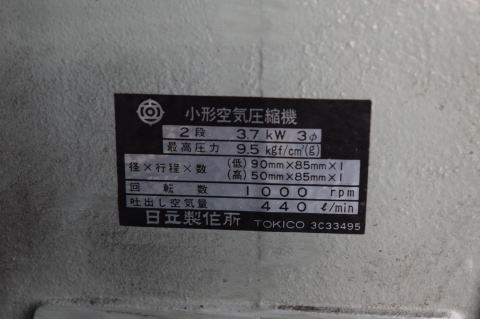 小形空気圧縮機
2段 3.7 kW 3φ
最高圧力 9.5 kgf/cm²(g)
径×行程×数 (低) 90mm×85mm×1
(高) 50mm×85mm×1
回転数 1000 rpm
吐出し空気量 440 ℓ/min
日立製作所 TOKICO 3C33495